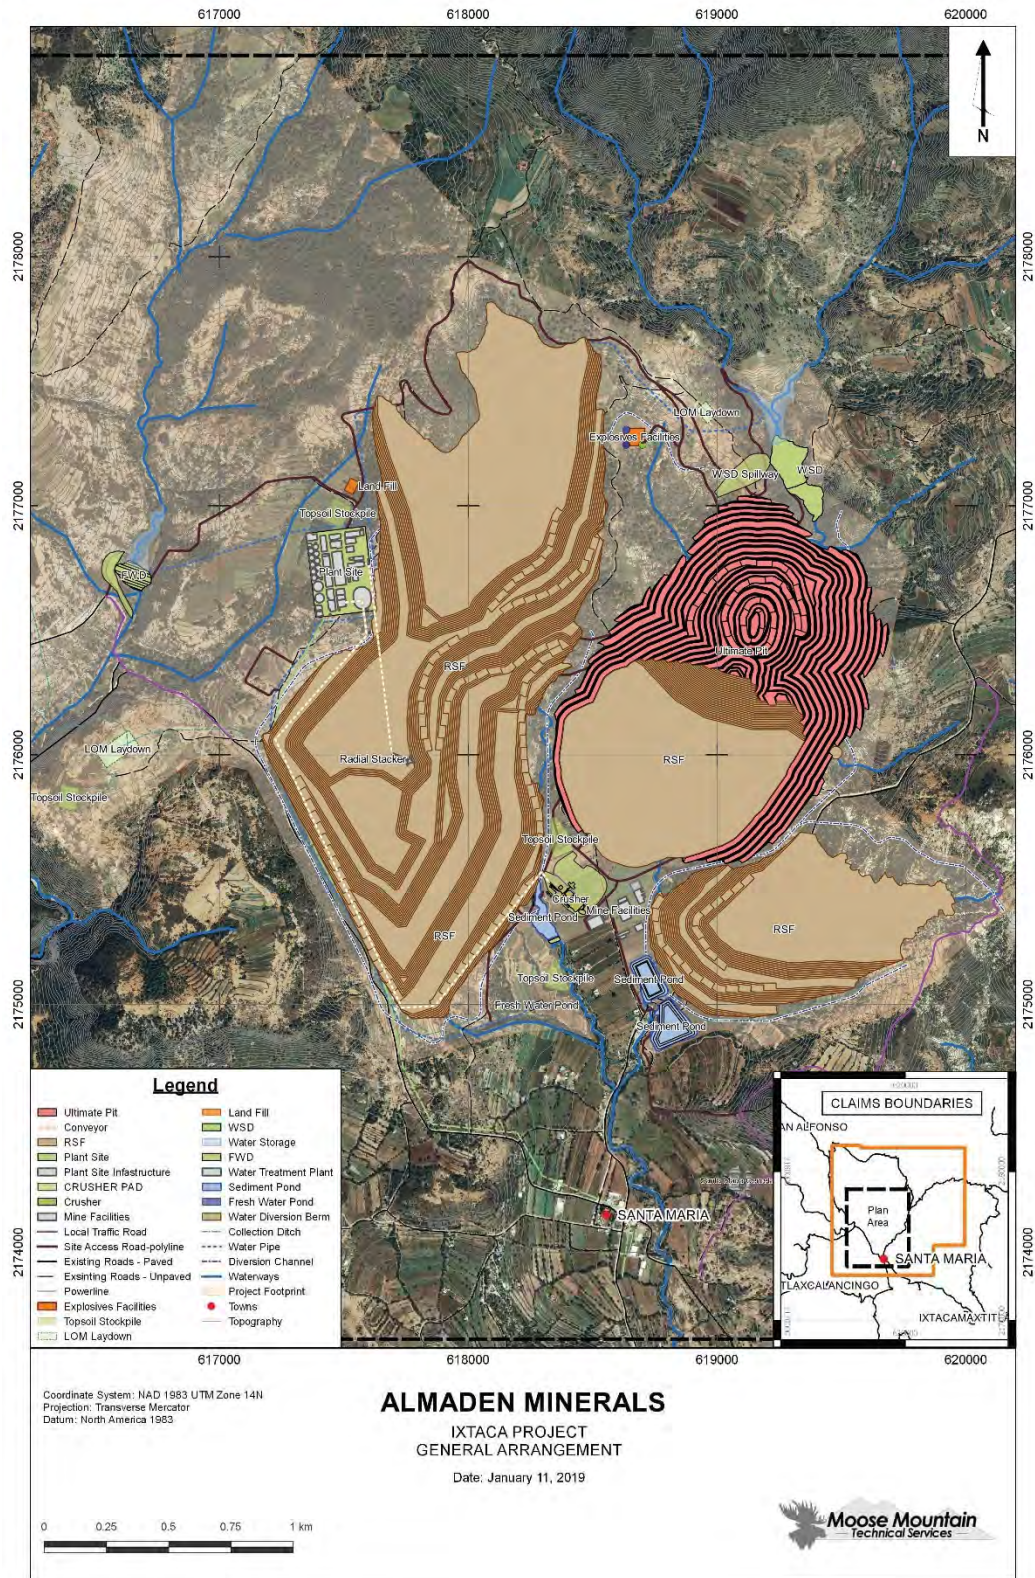 617000
618000
619000
620000
N
2178000
2178000
LOM Laydown
Explosives Facilities
WSD Spillway
WSD
Land Fill
Topsoil Stockpile
2177000
2177000
FWD
Plant Site
Ultimate Pit
RSF
LOM Laydown
Radial Stacker
RSF
2176000
2176000
Topsoil Stockpile
Topsoil Stockpile
Crusher
Sediment Pond
Mine Facilities
RSF
RSF
Topsoil Stockpile
Sediment Pond
Fresh Water Pond
Sediment Pond
2175000
2175000
SANTA MARIA
2174000
2174000
Legend
Ultimate Pit
Conveyor
RSF
Plant Site
Plant Site Infastructure
CRUSHER PAD
Crusher
Mine Facilities
Local Traffic Road
Site Access Road-polyline
Existing Roads - Paved
Exsinting Roads - Unpaved
Powerline
Explosives Facilities
Topsoil Stockpile
LOM Laydown
Land Fill
WSD
Water Storage
FWD
Water Treatment Plant
Sediment Pond
Fresh Water Pond
Water Diversion Berm
Collection Ditch
Water Pipe
Diversion Channel
Waterways
Project Footprint
Towns
Topography
CLAIMS BOUNDARIES
AN ALFONSO
Plan
Area
SANTA MARIA
TLAXCALANCINGO
IXTACAMAXTIT
617000
618000
619000
620000
Coordinate System: NAD 1983 UTM Zone 14N
Projection: Transverse Mercator
Datum: North America 1983
ALMADEN MINERALS
IXTACA PROJECT
GENERAL ARRANGEMENT
Date: January 11, 2019
0 0.25 0.5 0.75 1 km
Moose Mountain
Technical Services